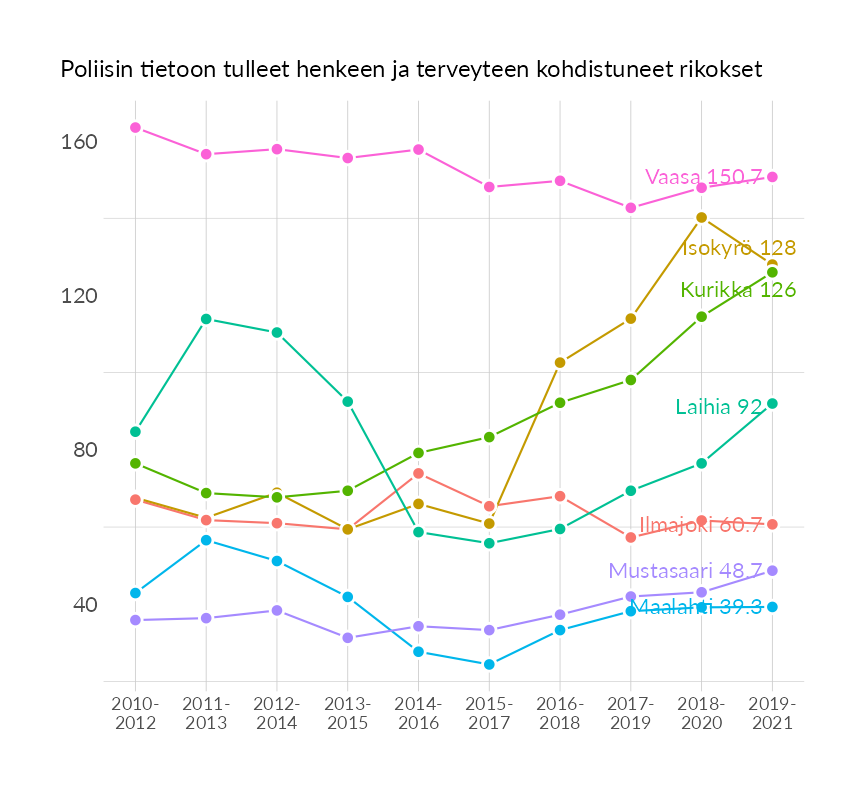 Poliisin tietoon tulleet henkeen ja terveyteen kohdistuneet rikokset
160
Vaasa 150.7
Isokyrö 128
Kurikka 126
120
Laihia 92
80
Ilmajoki 60.7
Mustasaari 48.7
Maalahti 39.3
40
2010- 2011- 2012- 2013- 2014- 2015- 2016- 2017- 2018- 2019-
2012 2013 2014 2015 2016 2017 2018 2019 2020 2021